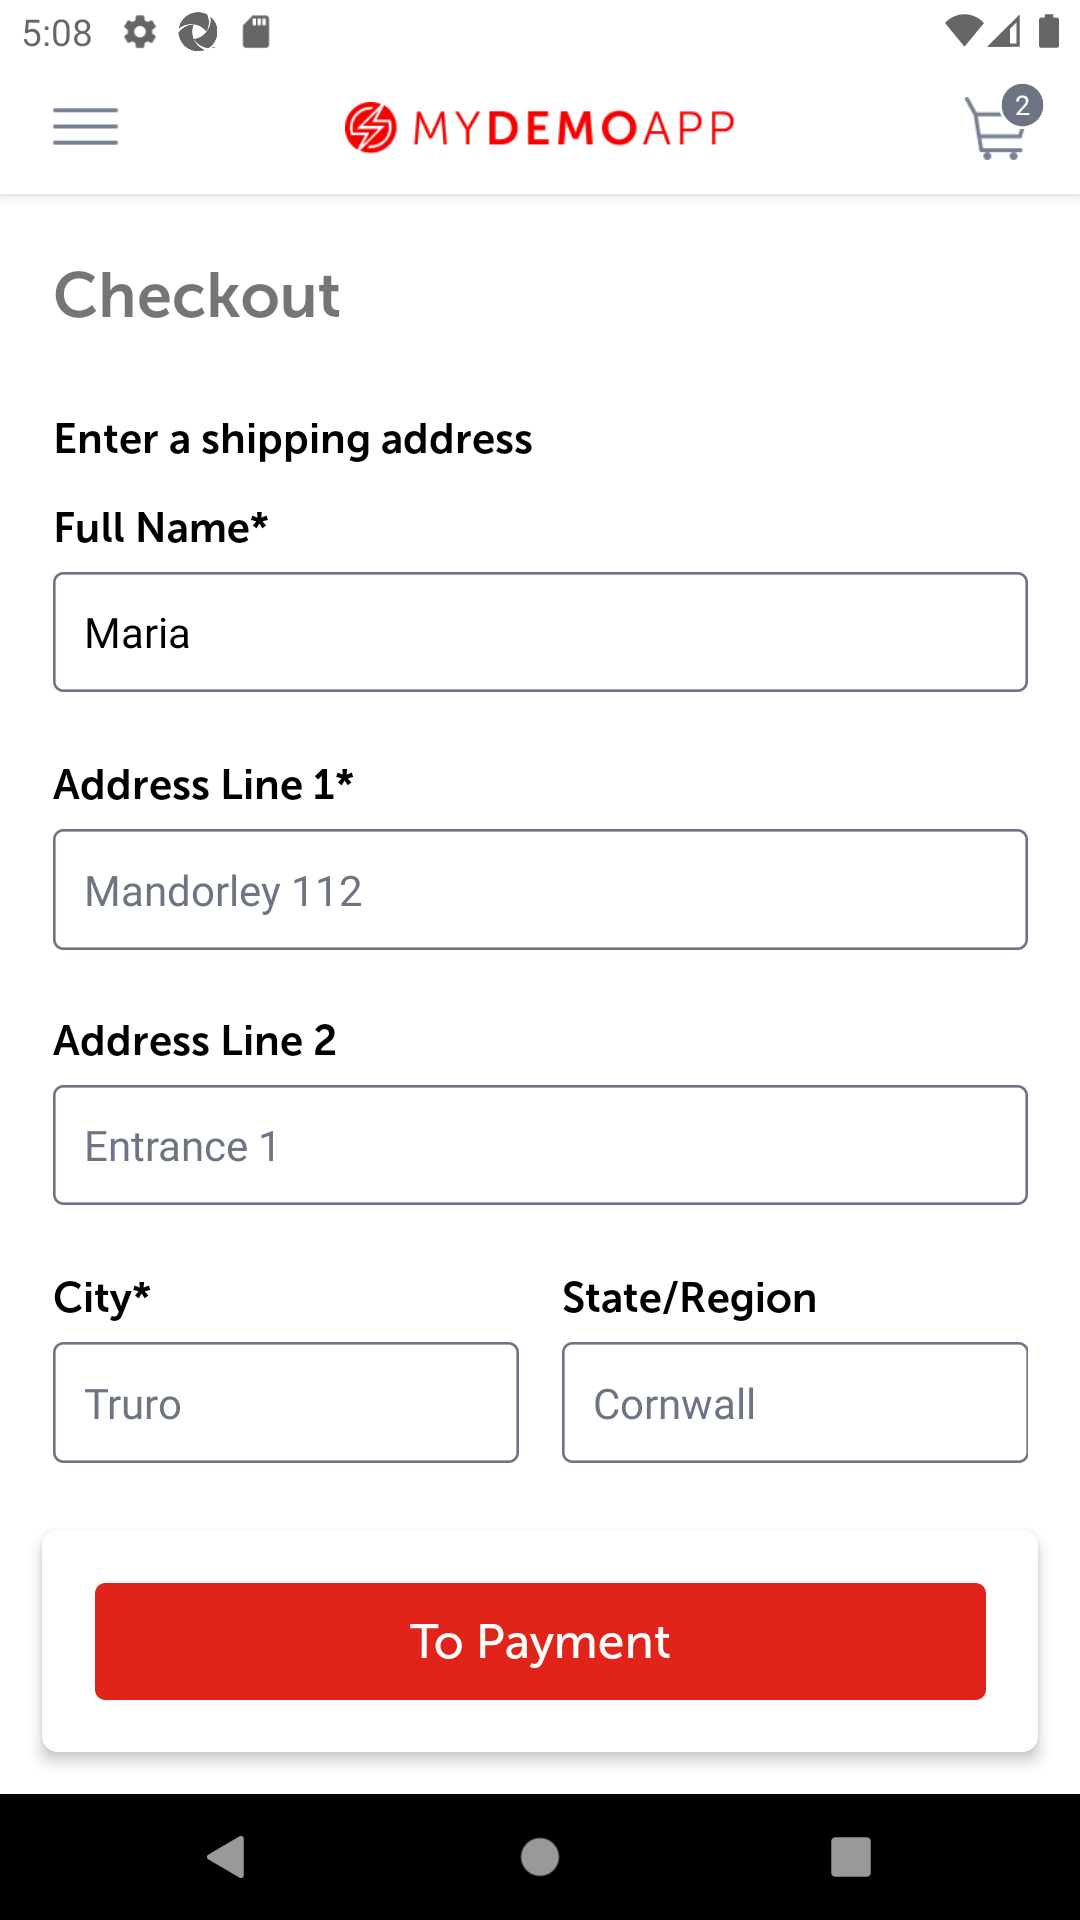 5:08
MYDEMOAPP
2
Checkout
Enter a shipping address
Full Name*
Maria
Address Line 1*
Mandorley 112
Address Line 2
Entrance 1
City* State/Region
Truro Cornwall
To Payment